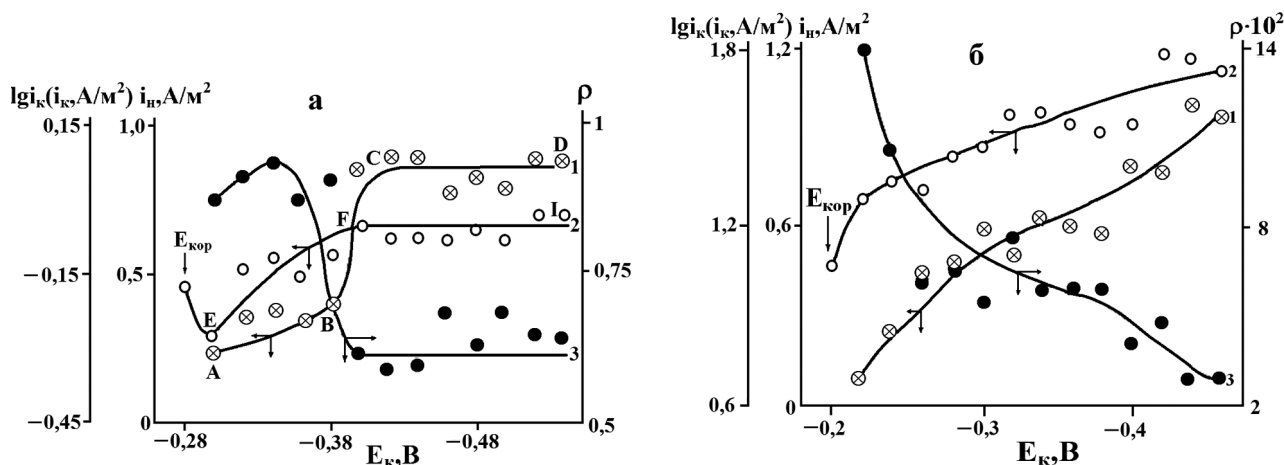 а
lgiк(iк,А/м²) iн,А/м²
ρ
0,15
1,0
1
C
D
1
Eкор
F
I
2
−0,15
0,5
0,75
E
B
A
3
−0,45
0
0,5
−0,28
−0,38
−0,48
Eк,В
lgiк(iк,А/м²) iн,А/м²
ρ·10²
б
1,8
1,2
14
2
1
Eкор
1,2
0,6
8
3
0,6
0
2
−0,2
−0,3
−0,4
Eк,В